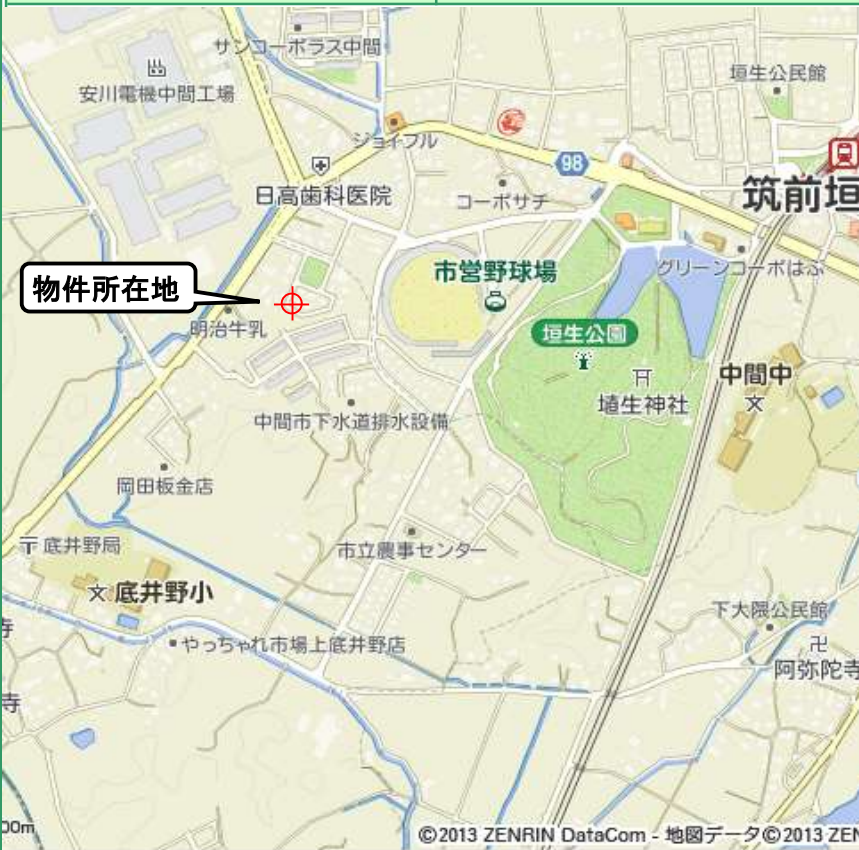 サンコーポラス中間
安川電機中間工場
垣生公民館
ジョイフル
98
日高歯科医院
コーポサチ
筑前垣
市営野球場
グリーンコーポはぶ
物件所在地
明治牛乳
垣生公園
中間中
文
埴生神社
中間市下水道排水設備
岡田板金店
〒底井野局
市立農事センター
文 底井野小
下大隈公民館
寺
やっちゃれ市場上底井野店
卍
阿弥陀寺
寺
00m
©2013 ZENRIN DataCom - 地図データ©2013 ZEN